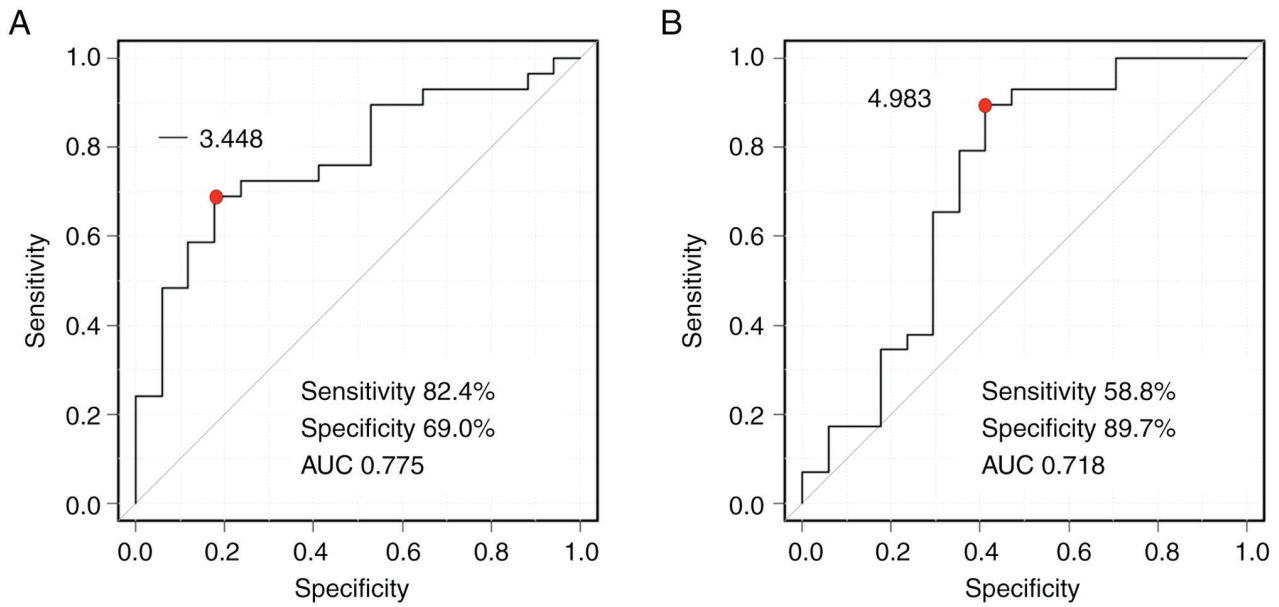 A
Sensitivity
1.0
0.8
0.6
0.4
0.2
0.0
3.448
Sensitivity 82.4%
Specificity 69.0%
AUC 0.775
0.0 0.2 0.4 0.6 0.8 1.0
Specificity
B
Sensitivity
1.0
0.8
0.6
0.4
0.2
0.0
4.983
Sensitivity 58.8%
Specificity 89.7%
AUC 0.718
0.0 0.2 0.4 0.6 0.8 1.0
Specificity